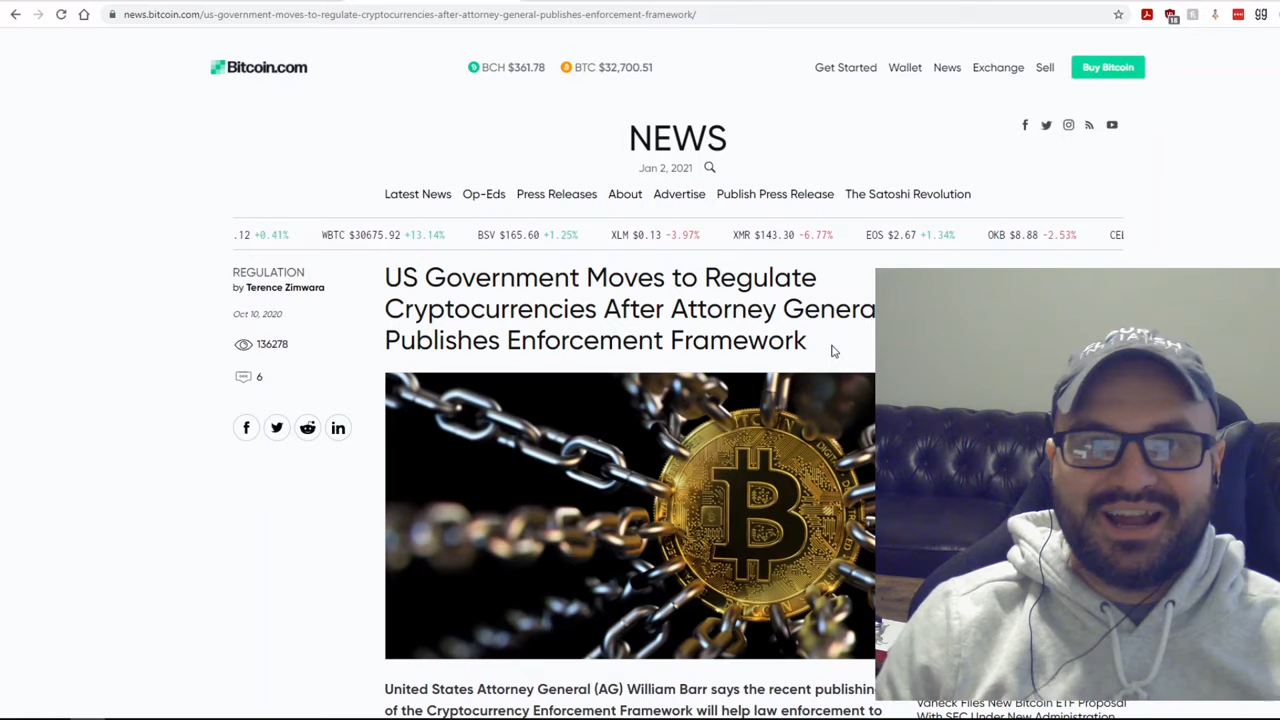 news.bitcoin.com/us-government-moves-to-regulate-cryptocurrencies-after-attorney-general-publishes-enforcement-framework/
18
Bitcoin.com
BCH $361.78 BTC $32,700.51
Get Started Wallet News Exchange Sell Buy Bitcoin
NEWS
Jan 2, 2021
Latest News Op-Eds Press Releases About Advertise Publish Press Release The Satoshi Revolution
.12 +0.41% WBTC $30675.92 +13.14% BSV $165.60 +1.25% XLM $0.13 -3.97% XMR $143.30 -6.77% EOS $2.67 +1.34% OKB $8.88 -2.53% CEL
REGULATION
by Terence Zimwara
Oct 10, 2020
136278
6
US Government Moves to Regulate
Cryptocurrencies After Attorney Genera
Publishes Enforcement Framework
BITCOIN
United States Attorney General (AG) William Barr says the recent publishin
of the Cryptocurrency Enforcement Framework will help law enforcement to
Vaneck Files New Bitcoin ETF Proposal
With SEC Under New Administration